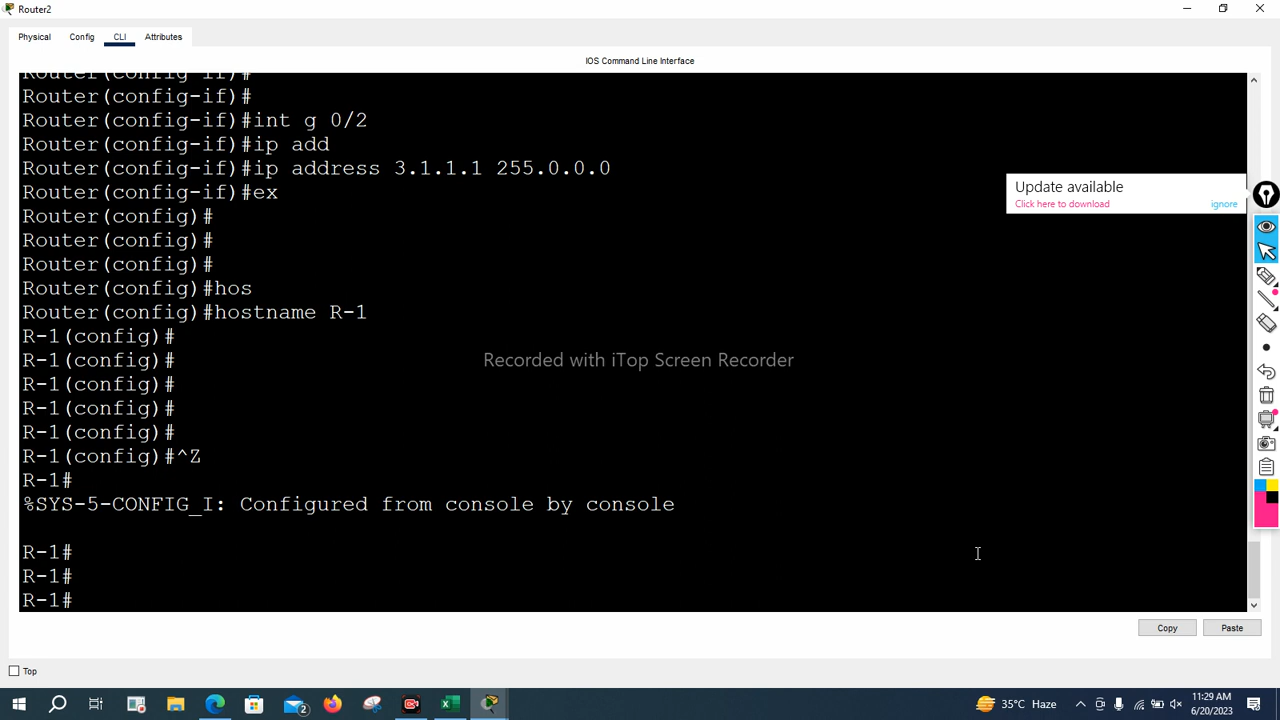 Router2
Physical Config CLI Attributes
IOS Command Line Interface
Router(config-if)#
Router(config-if)#
Router(config-if)#int g 0/2
Router(config-if)#ip add
Router(config-if)#ip address 3.1.1.1 255.0.0.0
Router(config-if)#ex
Router(config)#
Router(config)#
Router(config)#
Router(config)#hos
Router(config)#hostname R-1
R-1(config)#
R-1(config)#
R-1(config)#
R-1(config)#
R-1(config)#
R-1(config)#^Z
R-1#
%SYS-5-CONFIG_I: Configured from console by console
R-1#
R-1#
R-1#
Update available
Click here to download ignore
Recorded with iTop Screen Recorder
Copy Paste
Top
2
35°C Haze
11:29 AM
6/20/2023